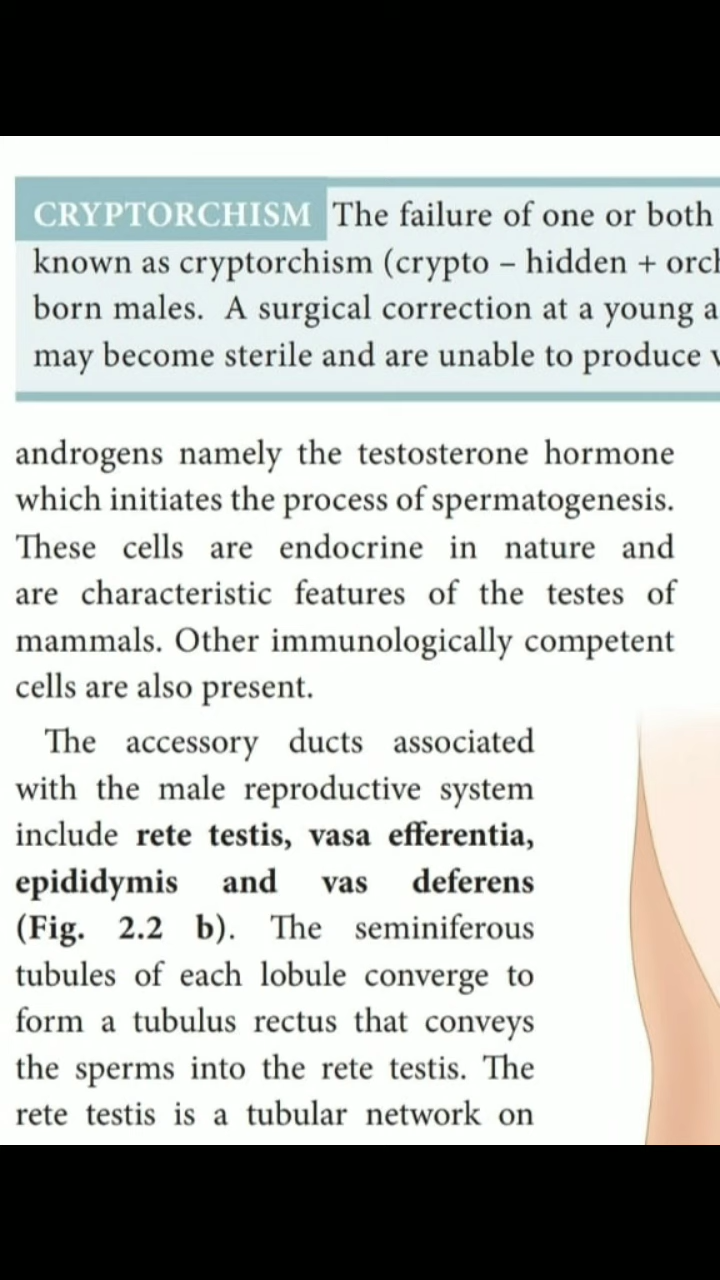 CRYPTORCHISM The failure of one or both
known as cryptorchism (crypto – hidden + orch
born males. A surgical correction at a young a
may become sterile and are unable to produce
androgens namely the testosterone hormone
which initiates the process of spermatogenesis.
These cells are endocrine in nature and
are characteristic features of the testes of
mammals. Other immunologically competent
cells are also present.
The accessory ducts associated
with the male reproductive system
include rete testis, vasa efferentia,
epididymis and vas deferens
(Fig. 2.2 b). The seminiferous
tubules of each lobule converge to
form a tubulus rectus that conveys
the sperms into the rete testis. The
rete testis is a tubular network on